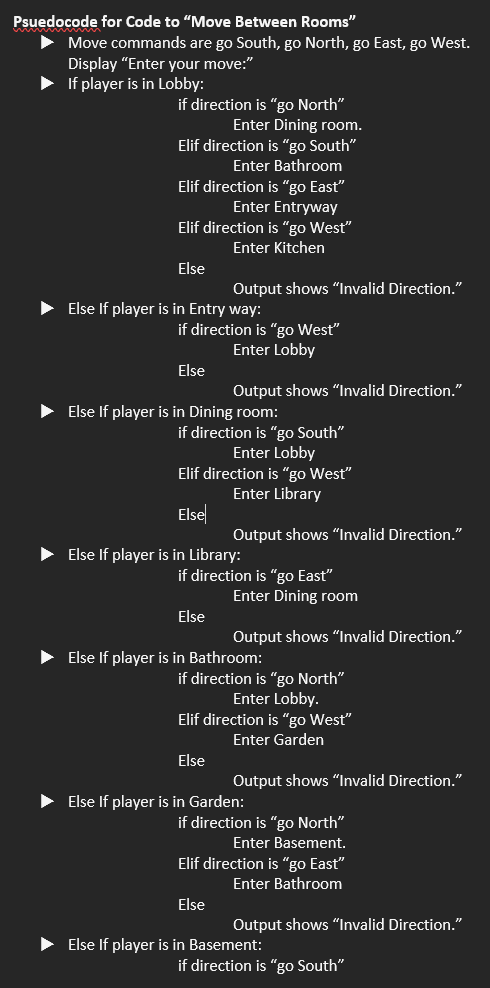 Psuedocode for Code to “Move Between Rooms”
Move commands are go South, go North, go East, go West.
Display “Enter your move:”
If player is in Lobby:
if direction is “go North”
Enter Dining room.
Elif direction is “go South”
Enter Bathroom
Elif direction is “go East”
Enter Entryway
Elif direction is “go West”
Enter Kitchen
Else
Output shows “Invalid Direction.”
Else If player is in Entry way:
if direction is “go West”
Enter Lobby
Else
Output shows “Invalid Direction.”
Else If player is in Dining room:
if direction is “go South”
Enter Lobby
Elif direction is “go West”
Enter Library
Else
Output shows “Invalid Direction.”
Else If player is in Library:
if direction is “go East”
Enter Dining room
Else
Output shows “Invalid Direction.”
Else If player is in Bathroom:
if direction is “go North”
Enter Lobby.
Elif direction is “go West”
Enter Garden
Else
Output shows “Invalid Direction.”
Else If player is in Garden:
if direction is “go North”
Enter Basement.
Elif direction is “go East”
Enter Bathroom
Else
Output shows “Invalid Direction.”
Else If player is in Basement:
if direction is “go South”